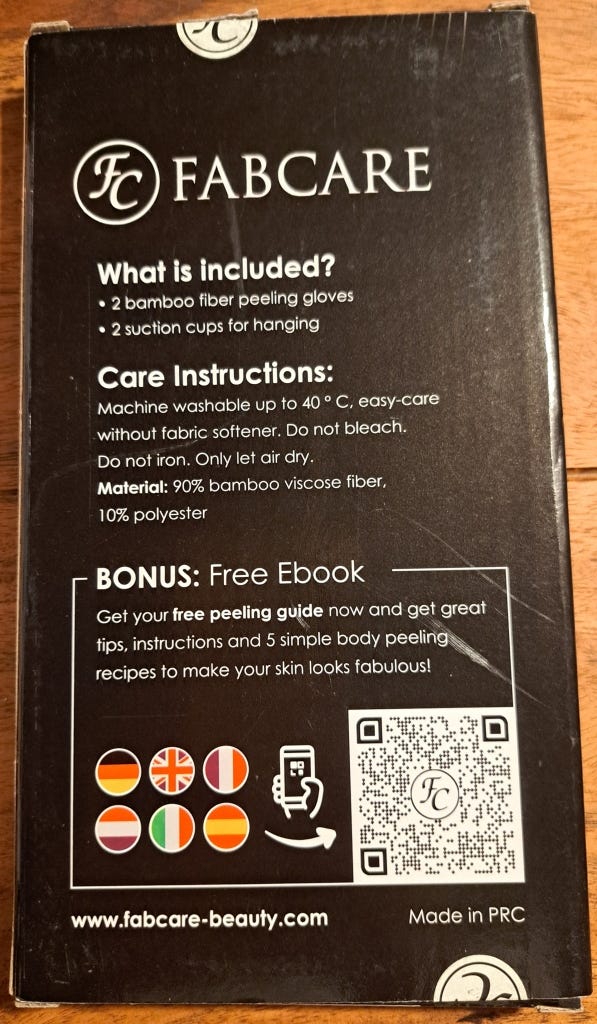 FC
FC FABCARE
What is included?
• 2 bamboo fiber peeling gloves
• 2 suction cups for hanging
Care Instructions:
Machine washable up to 40 ° C, easy-care
without fabric softener. Do not bleach.
Do not iron. Only let air dry.
Material: 90% bamboo viscose fiber,
10% polyester
BONUS: Free Ebook
Get your free peeling guide now and get great
tips, instructions and 5 simple body peeling
recipes to make your skin looks fabulous!
FC
www.fabcare-beauty.com Made in PRC
FC